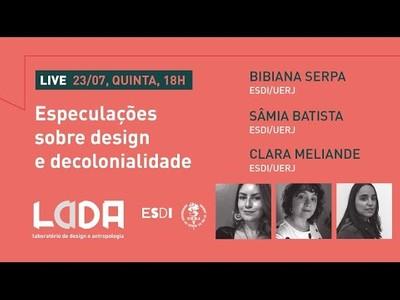 LIVE 23/07, QUINTA, 18H
Especulações
sobre design
e decolonialidade
BIBIANA SERPA
ESDI/UERJ
SÂMIA BATISTA
ESDI/UERJ
CLARA MELIANDE
ESDI/UERJ
LADA
laboratório de design e antropologia
ESDI